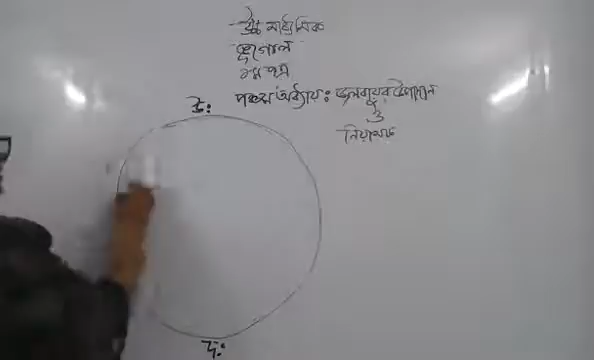 উচ্চ মাধ্যমিক
ভূগোল
১ম পত্র
পঞ্চম অধ্যায়: জলবায়ুর উপাদান
ও
নিয়ামক
উ:
দ: